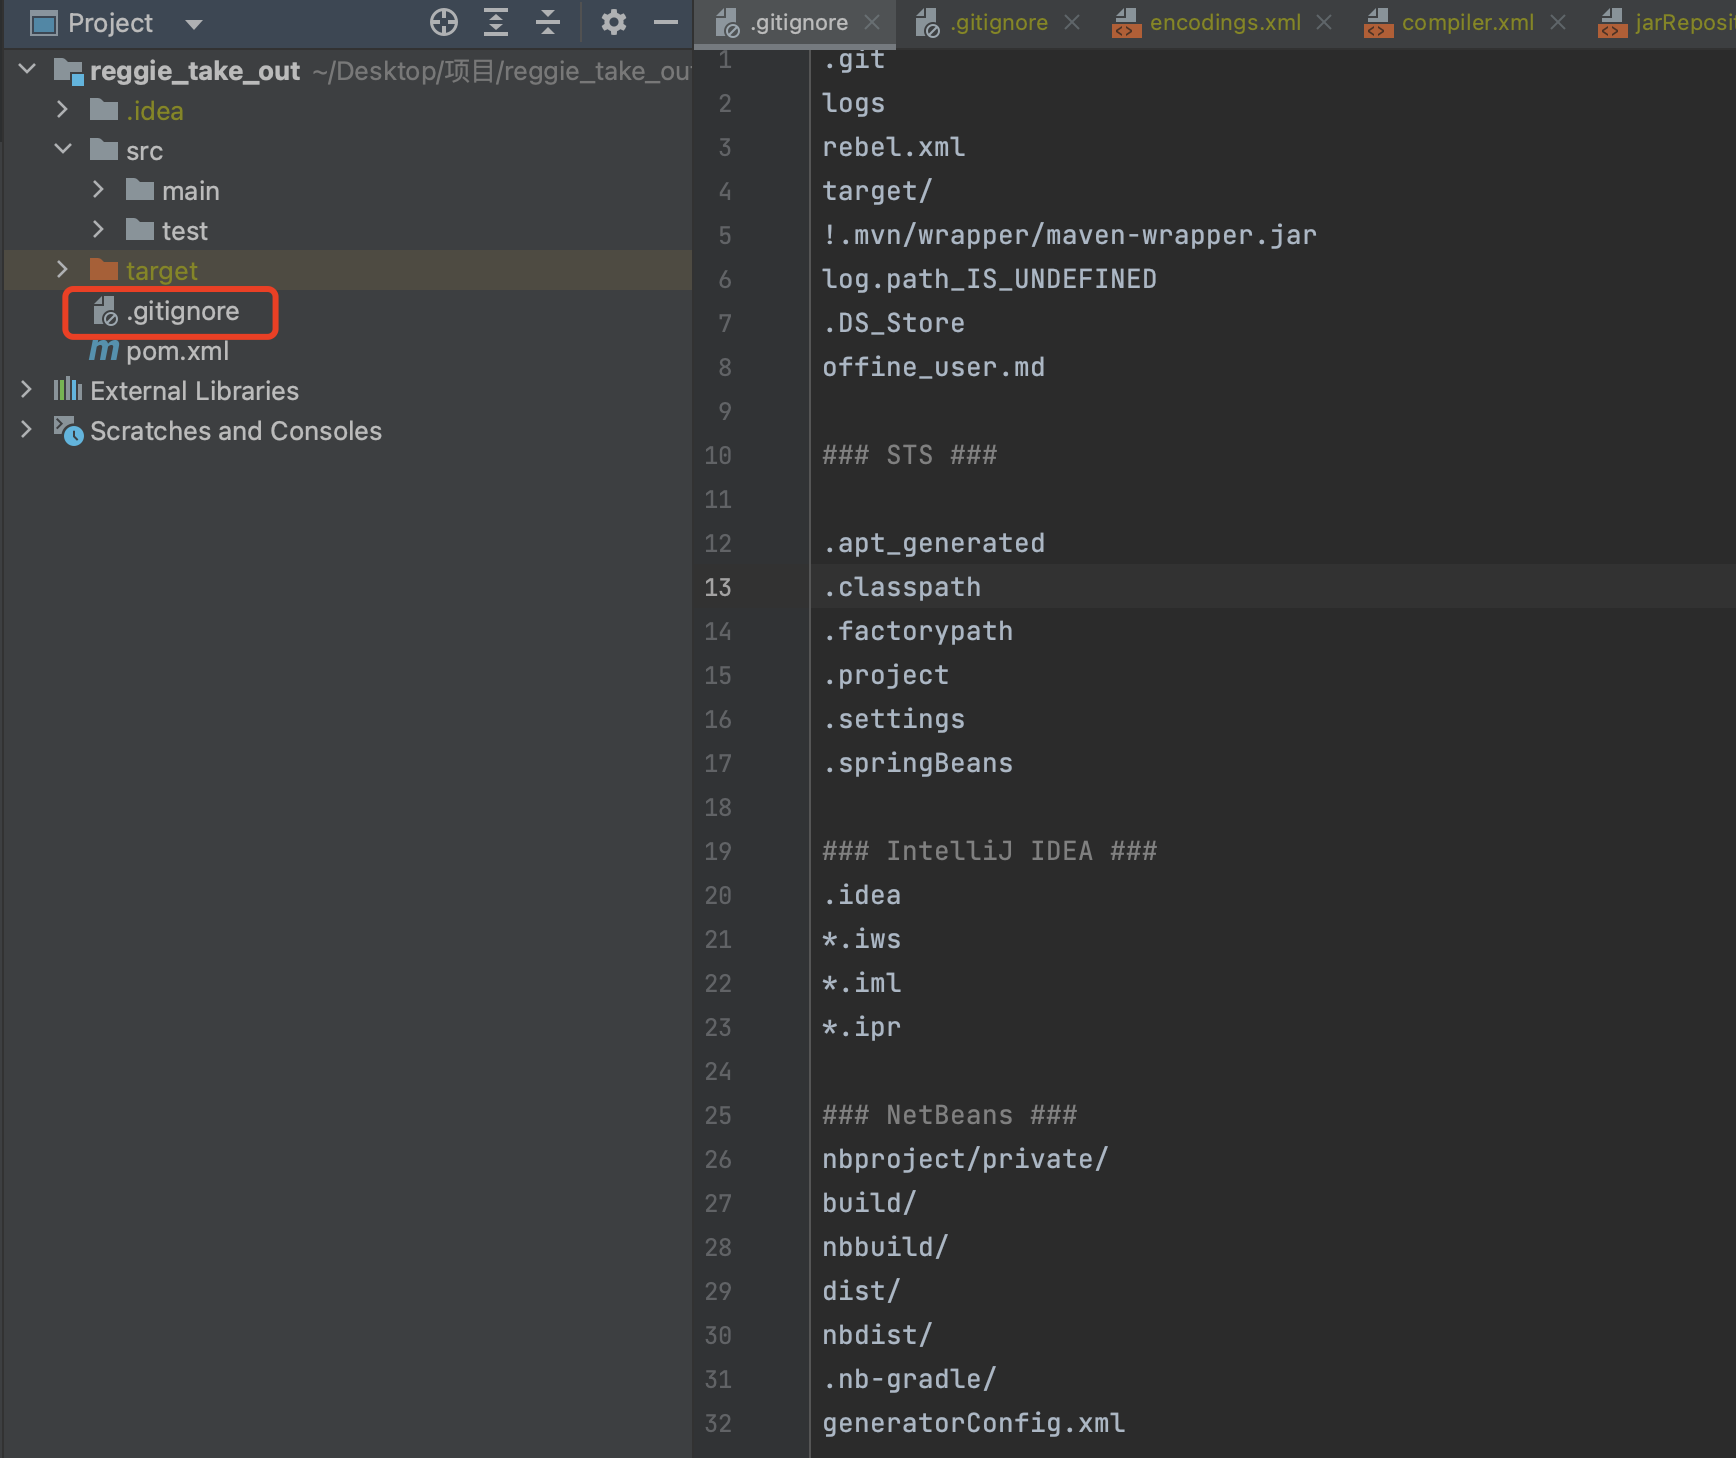 Project
reggie_take_out ~/Desktop/项目/reggie_take_ou
.idea
src
main
test
target
.gitignore
pom.xml
External Libraries
Scratches and Consoles
.gitignore .gitignore encodings.xml compiler.xml jarReposi
1 .git
2 logs
3 rebel.xml
4 target/
5 !.mvn/wrapper/maven-wrapper.jar
6 log.path_IS_UNDEFINED
7 .DS_Store
8 offine_user.md
9
10 ### STS ###
11
12 .apt_generated
13 .classpath
14 .factorypath
15 .project
16 .settings
17 .springBeans
18
19 ### IntelliJ IDEA ###
20 .idea
21 *.iws
22 *.iml
23 *.ipr
24
25 ### NetBeans ###
26 nbproject/private/
27 build/
28 nbbuild/
29 dist/
30 nbdist/
31 .nb-gradle/
32 generatorConfig.xml